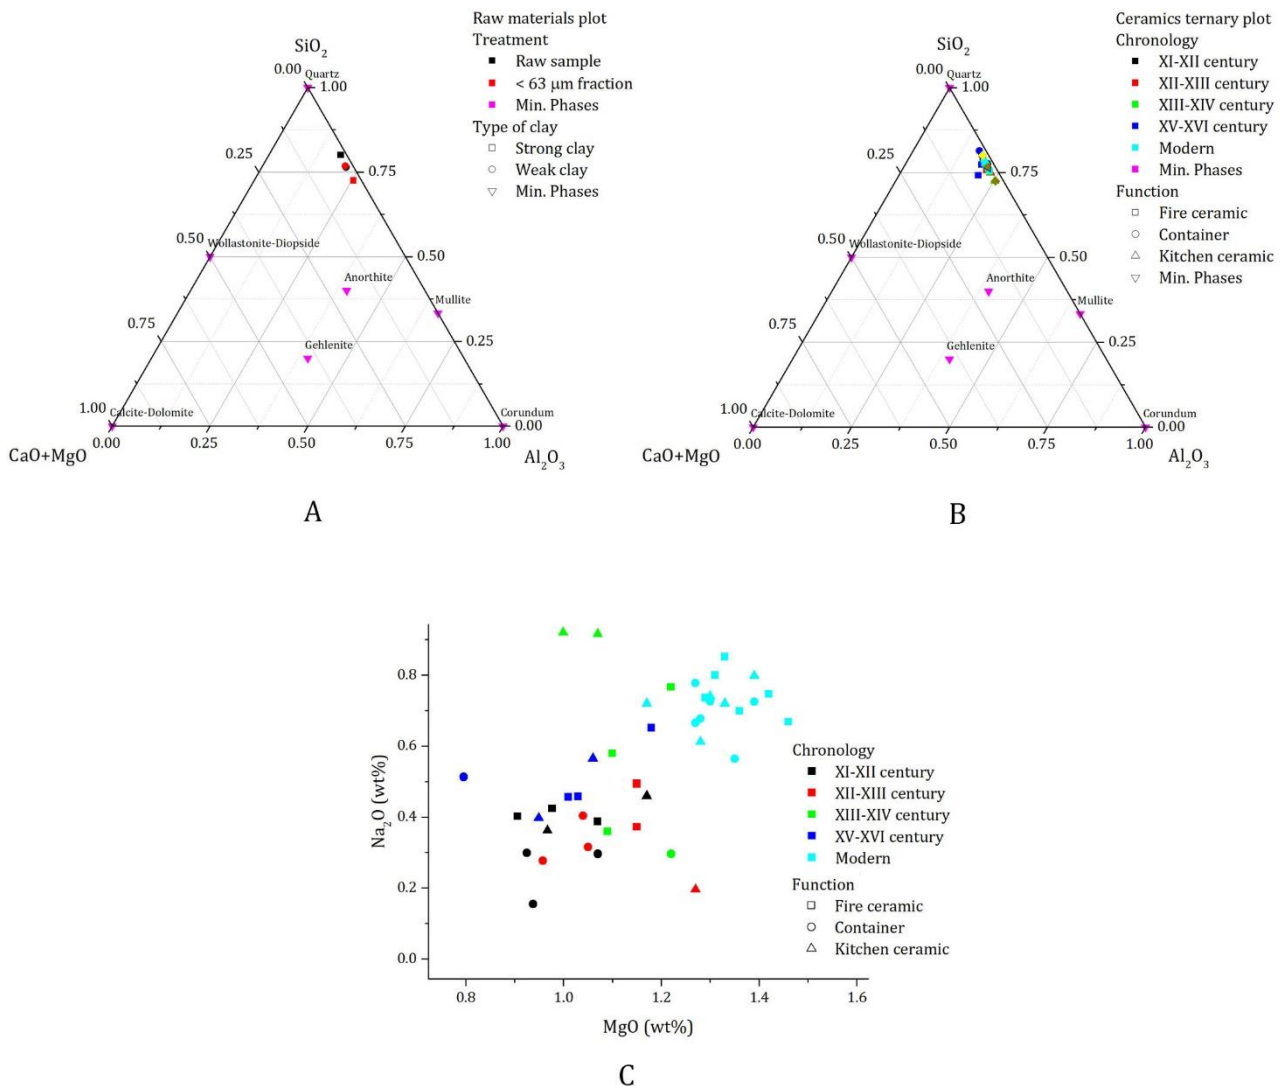 Raw materials plot
Treatment
Raw sample
< 63 μm fraction
Min. Phases
Type of clay
Strong clay
Weak clay
Min. Phases
SiO₂
0.00
Quartz
1.00
0.25
0.75
0.50
Wollastonite-Diopside
0.50
Anorthite
Mullite
0.75
0.25
Gehlenite
1.00
Calcite-Dolomite
Corundum
0.00
0.00 0.25 0.50 0.75 1.00
CaO+MgO
Al₂O₃
A
Ceramics ternary plot
Chronology
XI-XII century
XII-XIII century
XIII-XIV century
XV-XVI century
Modern
Min. Phases
Function
Fire ceramic
Container
Kitchen ceramic
Min. Phases
SiO₂
0.00
Quartz
1.00
0.25
0.75
0.50
Wollastonite-Diopside
0.50
Anorthite
Mullite
0.75
0.25
Gehlenite
1.00
Calcite-Dolomite
Corundum
0.00
0.00 0.25 0.50 0.75 1.00
CaO+MgO
Al₂O₃
B
Na₂O (wt%)
0.8
0.6
0.4
0.2
0.0
Chronology
XI-XII century
XII-XIII century
XIII-XIV century
XV-XVI century
Modern
Function
Fire ceramic
Container
Kitchen ceramic
0.8 1.0 1.2 1.4 1.6
MgO (wt%)
C